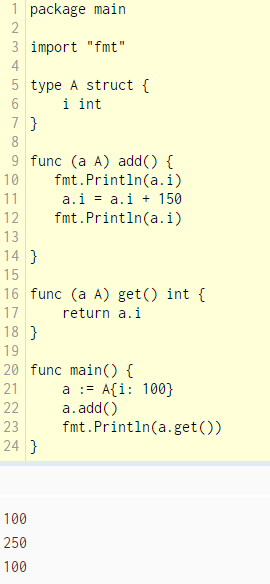 1 package main
2
3 import "fmt"
4
5 type A struct {
6     i int
7 }
8
9 func (a A) add() {
10    fmt.Println(a.i)
11     a.i = a.i + 150
12    fmt.Println(a.i)
13
14 }
15
16 func (a A) get() int {
17     return a.i
18 }
19
20 func main() {
21     a := A{i: 100}
22     a.add()
23     fmt.Println(a.get())
24 }
100
250
100